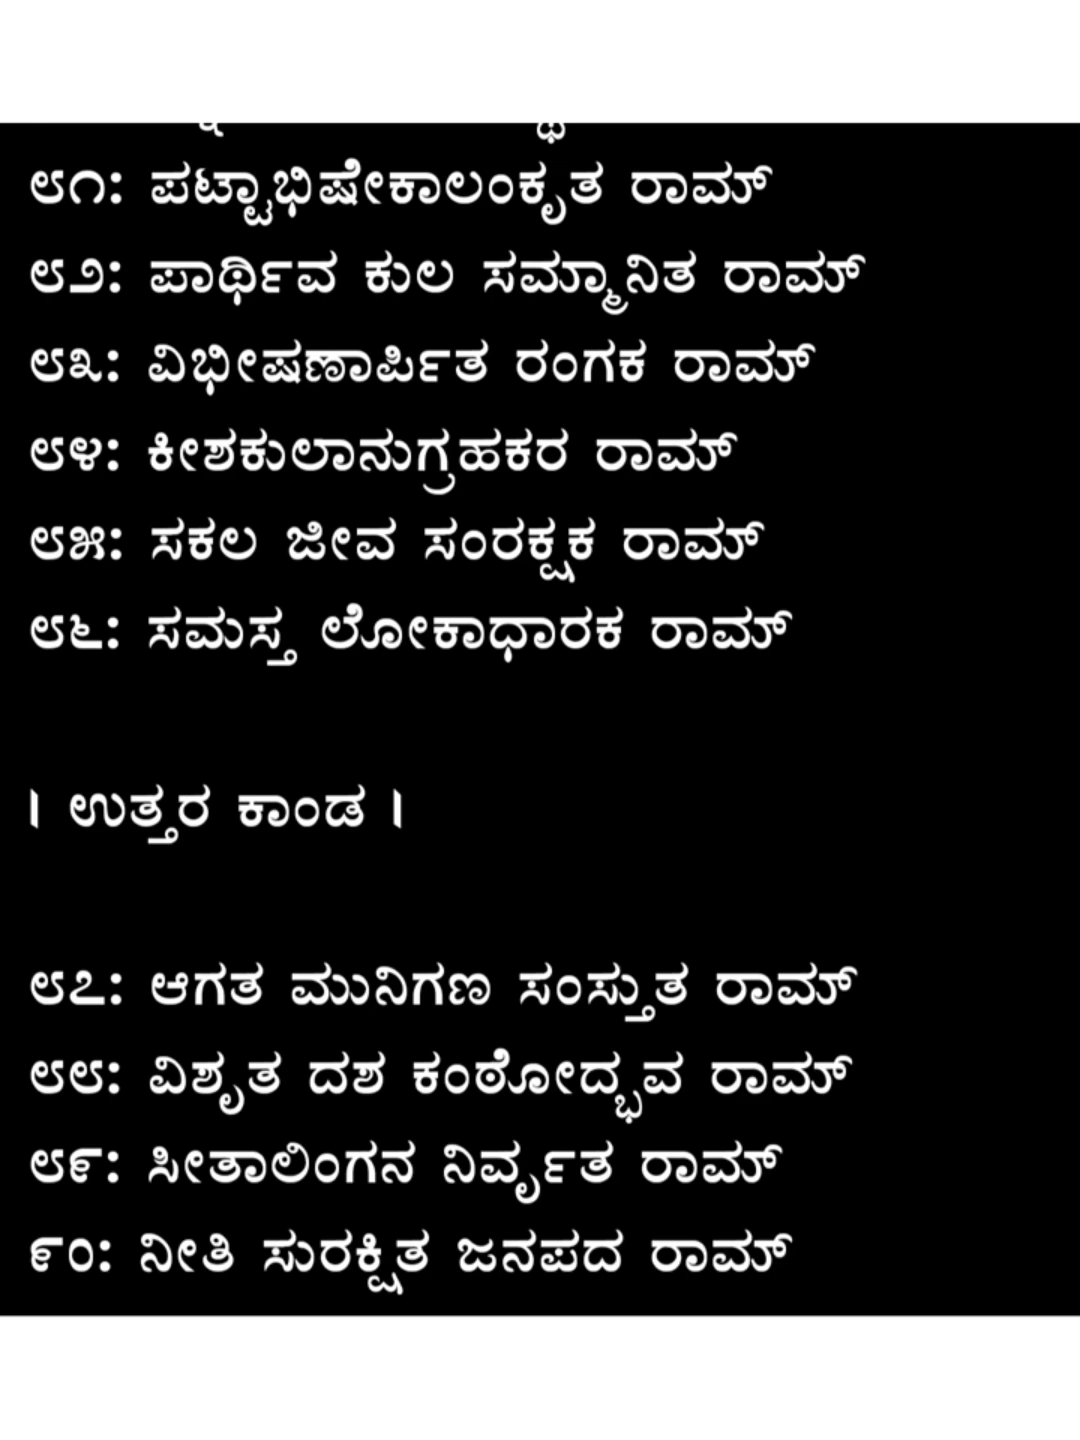 ೮೧: ಪಟ್ಟಾಭಿಷೇಕಾಲಂಕೃತ ರಾಮ್
೮೨: ಪಾರ್ಥಿವ ಕುಲ ಸಮ್ಮಾನಿತ ರಾಮ್
೮೩: ವಿಭೀಷಣಾರ್ಪಿತ ರಂಗಕ ರಾಮ್
೮೪: ಕೀಶಕುಲಾನುಗ್ರಹಕರ ರಾಮ್
೮೫: ಸಕಲ ಜೀವ ಸಂರಕ್ಷಕ ರಾಮ್
೮೬: ಸಮಸ್ತ ಲೋಕಾಧಾರಕ ರಾಮ್
। ಉತ್ತರ ಕಾಂಡ ।
೮೭: ಆಗತ ಮುನಿಗಣ ಸಂಸ್ತುತ ರಾಮ್
೮೮: ವಿಶೃತ ದಶ ಕಂಠೋದ್ಭವ ರಾಮ್
೮೯: ಸೀತಾಲಿಂಗನ ನಿರ್ವೃತ ರಾಮ್
೯೦: ನೀತಿ ಸುರಕ್ಷಿತ ಜನಪದ ರಾಮ್